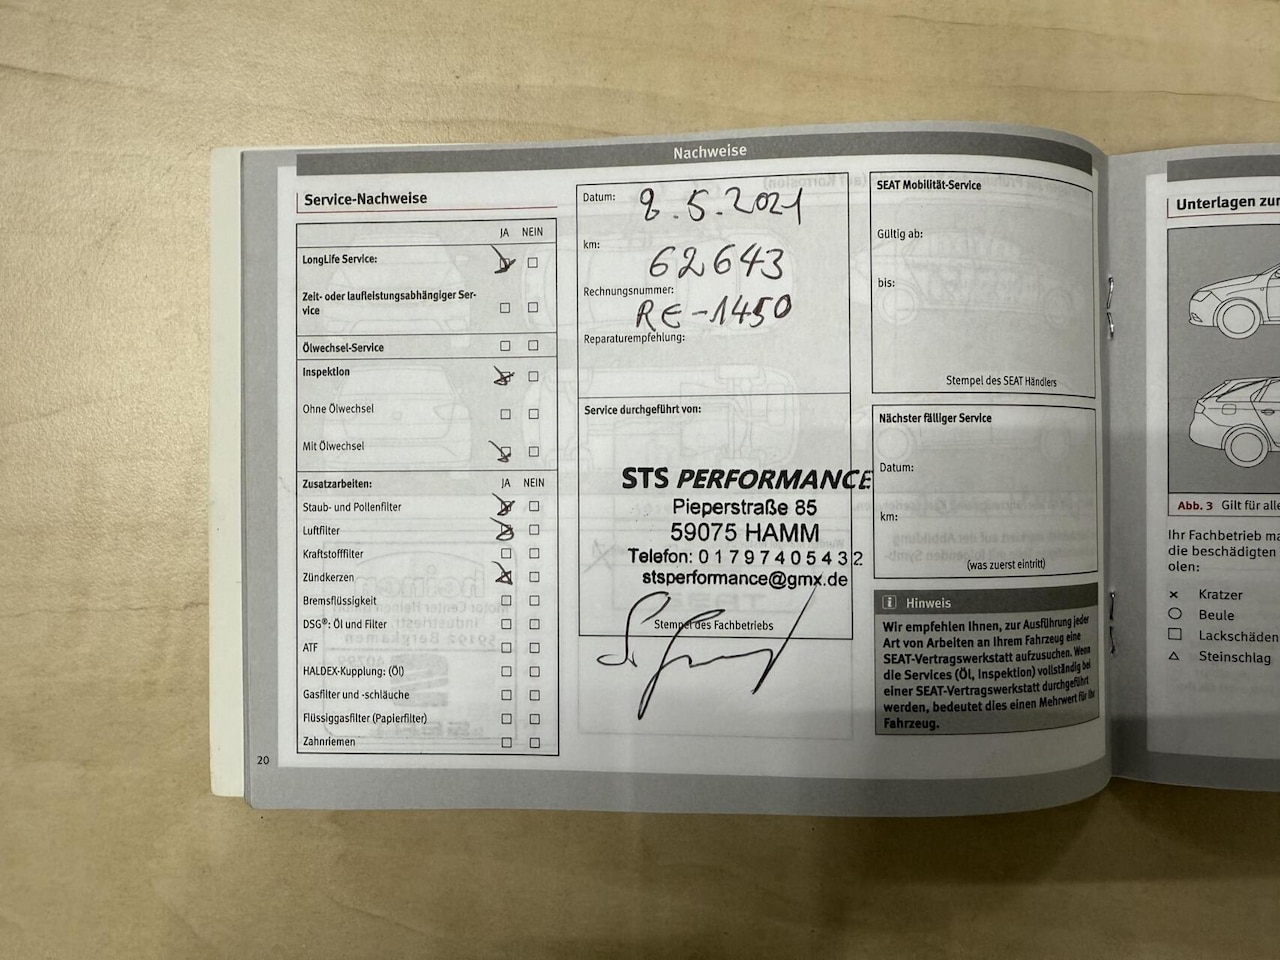 Nachweise
Service-Nachweise
JA NEIN
LongLife Service:
Zeit- oder laufleistungsabhängiger Ser-
vice
Ölwechsel-Service
Inspektion
Ohne Ölwechsel
Mit Ölwechsel
Zusatzarbeiten: JA NEIN
Staub- und Pollenfilter
Luftfilter
Kraftstofffilter
Zündkerzen
Bremsflüssigkeit
DSG®: Öl und Filter
ATF
HALDEX-Kupplung: (Öl)
Gasfilter und -schläuche
Flüssiggasfilter (Papierfilter)
Zahnriemen
20
Datum: 8.5.2021
km: 62643
Rechnungsnummer:
RE-1450
Reparaturempfehlung:
Service durchgeführt von:
STS PERFORMANCE
Pieperstraße 85
59075 HAMM
Telefon: 01797405432
stsperformance@gmx.de
Stempel des Fachbetriebs
SEAT Mobilität-Service
Gültig ab:
bis:
Stempel des SEAT Händlers
Nächster fälliger Service
Datum:
km:
(was zuerst eintritt)
i Hinweis
Wir empfehlen Ihnen, zur Ausführung jeder
Art von Arbeiten an Ihrem Fahrzeug eine
SEAT-Vertragswerkstatt aufzusuchen. Wenn
die Services (Öl, Inspektion) vollständig bei
einer SEAT-Vertragswerkstatt durchgeführt
werden, bedeutet dies einen Mehrwert für Ihr
Fahrzeug.
Unterlagen zur
Abb. 3 Gilt für alle
Ihr Fachbetrieb ma
die beschädigten
olen:
Kratzer
Beule
Lackschäden
Steinschlag